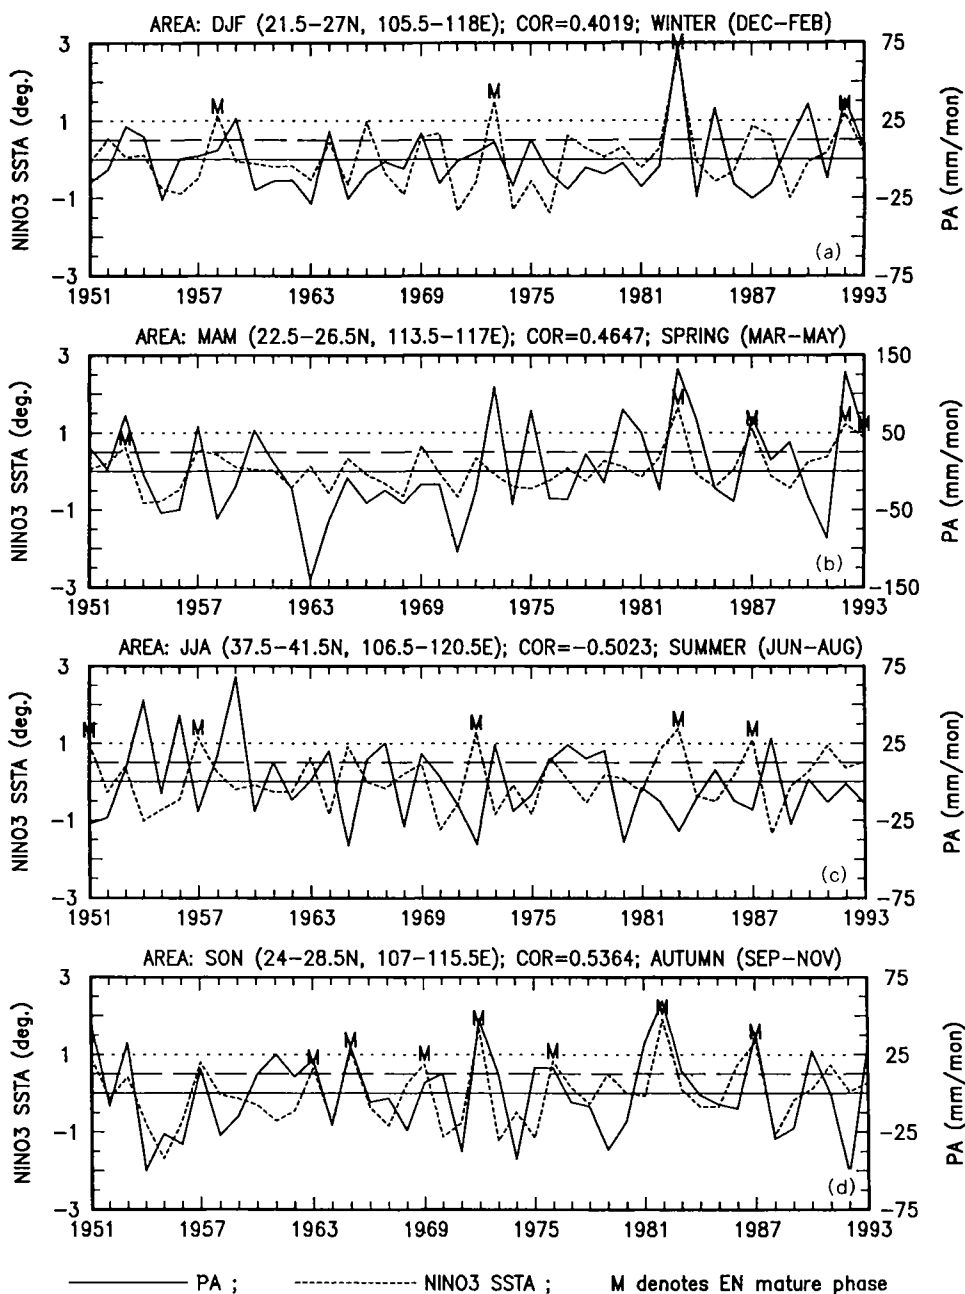 AREA: DJF (21.5-27N, 105.5-118E); COR=0.4019; WINTER (DEC-FEB)
3
1
-1
-3
NINO3 SSTA (deg.)
M
M
M
M
75
25
-25
-75
PA (mm/mon)
(a)
1951 1957 1963 1969 1975 1981 1987 1993
AREA: MAM (22.5-26.5N, 113.5-117E); COR=0.4647; SPRING (MAR-MAY)
3
1
-1
-3
NINO3 SSTA (deg.)
M
M
M
M
M
150
50
-50
-150
PA (mm/mon)
(b)
1951 1957 1963 1969 1975 1981 1987 1993
AREA: JJA (37.5-41.5N, 106.5-120.5E); COR=-0.5023; SUMMER (JUN-AUG)
3
1
-1
-3
NINO3 SSTA (deg.)
M
M
M
M
M
75
25
-25
-75
PA (mm/mon)
(c)
1951 1957 1963 1969 1975 1981 1987 1993
AREA: SON (24-28.5N, 107-115.5E); COR=0.5364; AUTUMN (SEP-NOV)
3
1
-1
-3
NINO3 SSTA (deg.)
M
M
M
M
M
M
M
75
25
-25
-75
PA (mm/mon)
(d)
1951 1957 1963 1969 1975 1981 1987 1993
PA ; NINO3 SSTA ; M denotes EN mature phase